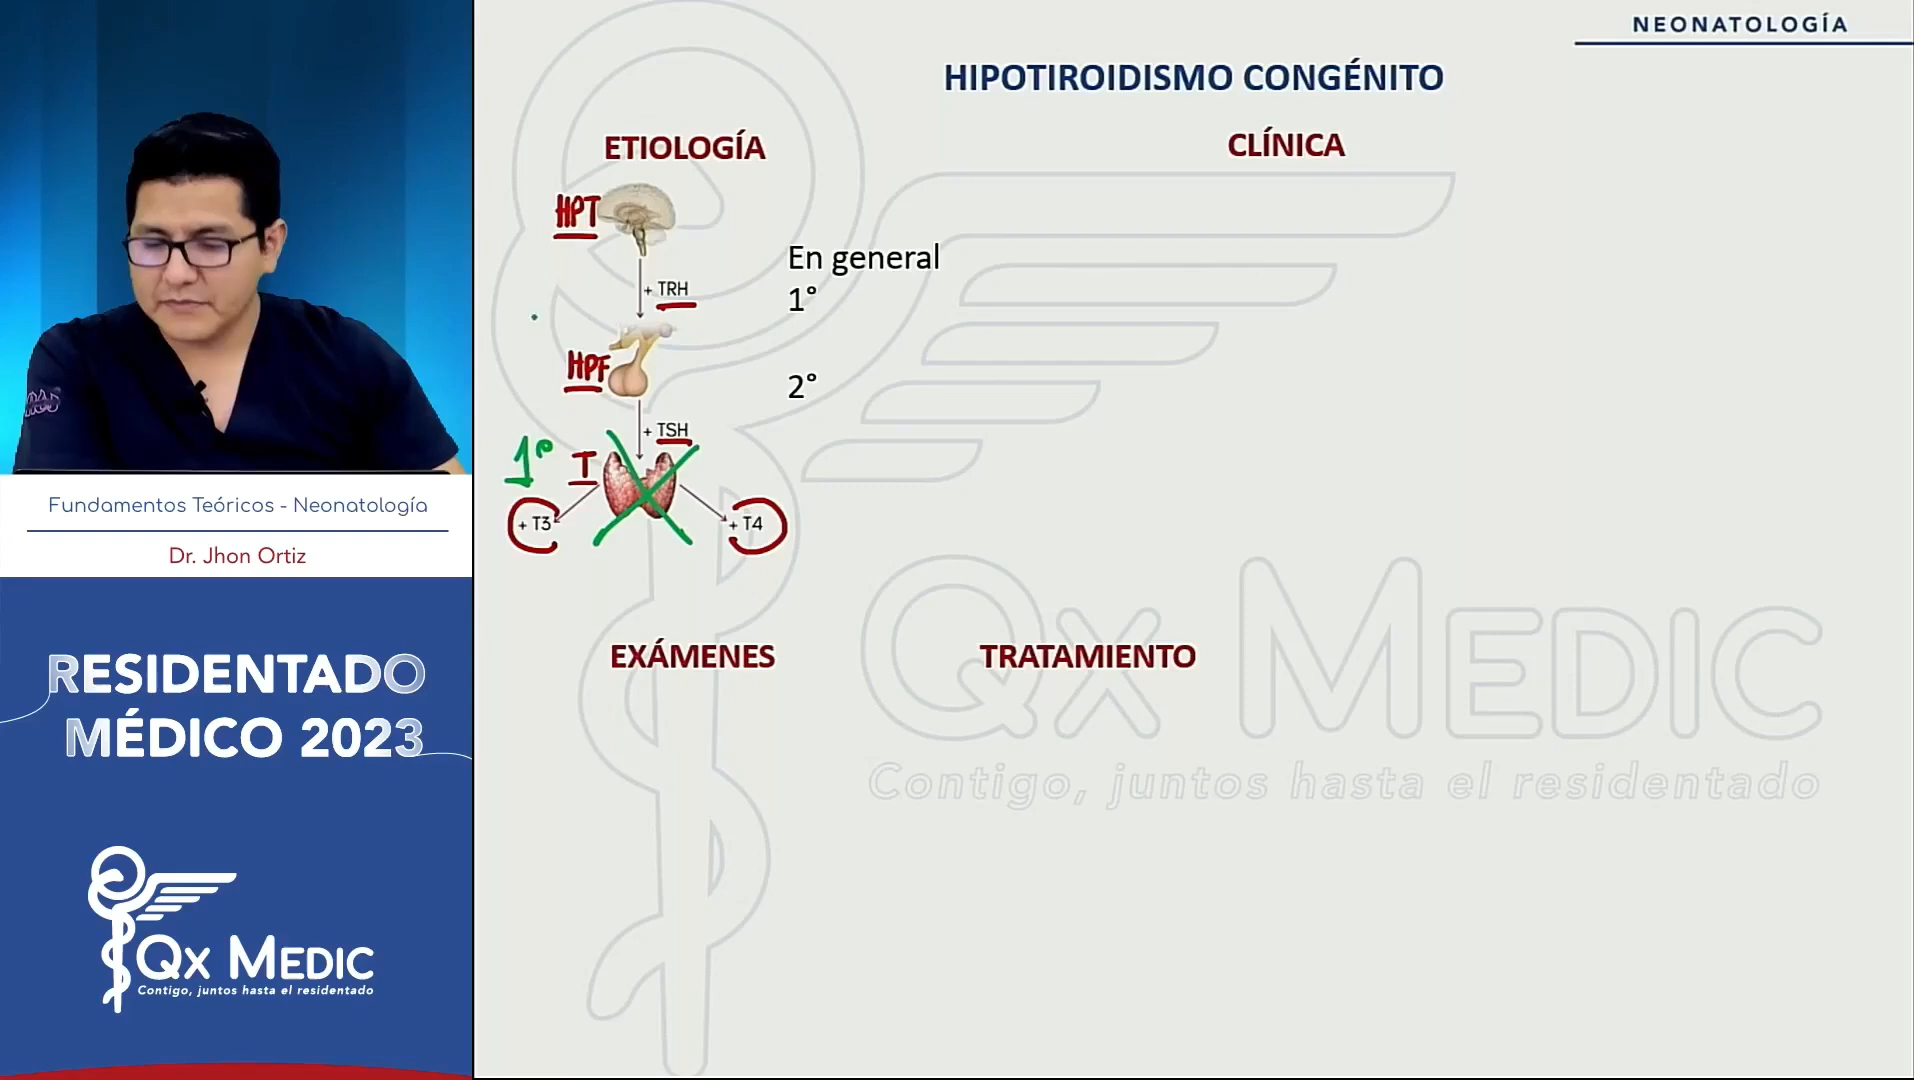 NEONATOLOGÍA
HIPOTIROIDISMO CONGÉNITO
ETIOLOGÍA
CLÍNICA
HPT
+ TRH
En general
1°
HPF
2°
+ TSH
1°
T
+ T3
+ T4
EXÁMENES
TRATAMIENTO
QX MEDIC
Contigo, juntos hasta el residentado
Fundamentos Teóricos - Neonatología
Dr. Jhon Ortiz
RESIDENTADO
MÉDICO 2023
QX MEDIC
Contigo, juntos hasta el residentado